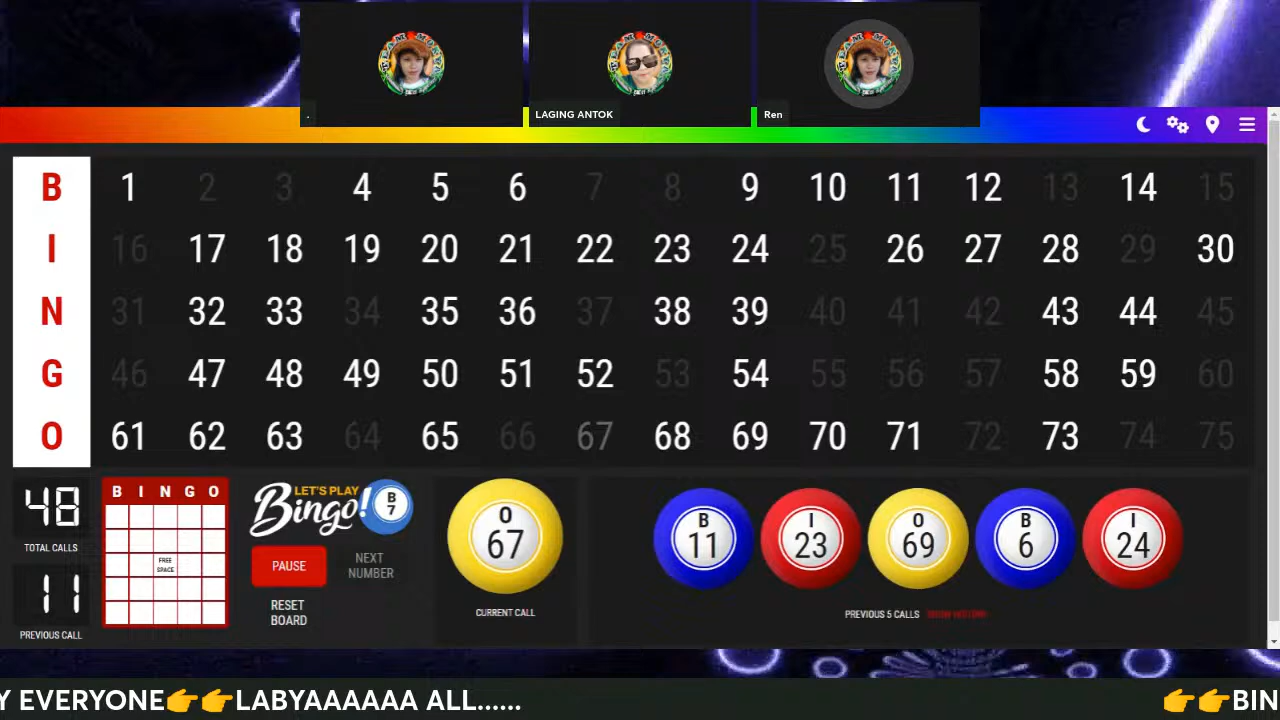 .
LAGING ANTOK
Ren
B 1 2 3 4 5 6 7 8 9 10 11 12 13 14 15
I 16 17 18 19 20 21 22 23 24 25 26 27 28 29 30
N 31 32 33 34 35 36 37 38 39 40 41 42 43 44 45
G 46 47 48 49 50 51 52 53 54 55 56 57 58 59 60
O 61 62 63 64 65 66 67 68 69 70 71 72 73 74 75
48
TOTAL CALLS
11
PREVIOUS CALL
B I N G O
FREE
SPACE
LET'S PLAY
Bingo!
B
7
PAUSE
NEXT
NUMBER
RESET
BOARD
O
67
CURRENT CALL
B
11
I
23
O
69
B
6
I
24
PREVIOUS 5 CALLS SHOW HISTORY
Y EVERYONE👉👉LABYAAAAAA ALL...... 👉👉BIN